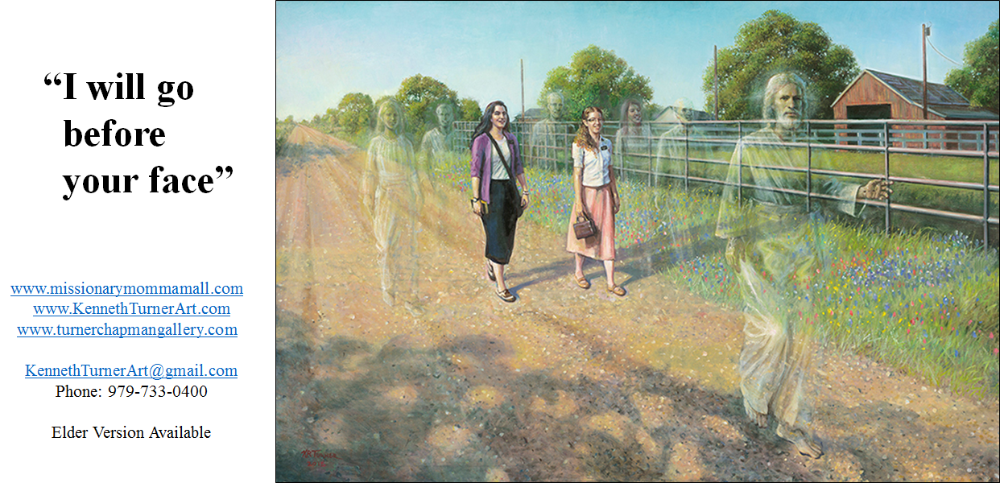 “I will go
before
your face”
www.missionarymommamall.com
www.KennethTurnerArt.com
www.turnerchapmangallery.com
KennethTurnerArt@gmail.com
Phone: 979-733-0400
Elder Version Available